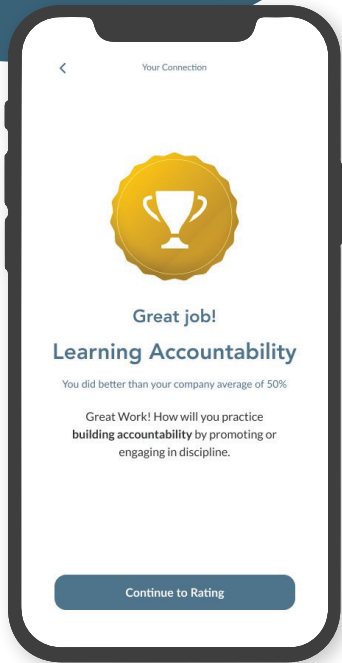 Your Connection
Great job!
Learning Accountability
You did better than your company average of 50%
Great Work! How will you practice
building accountability by promoting or
engaging in discipline.
Continue to Rating